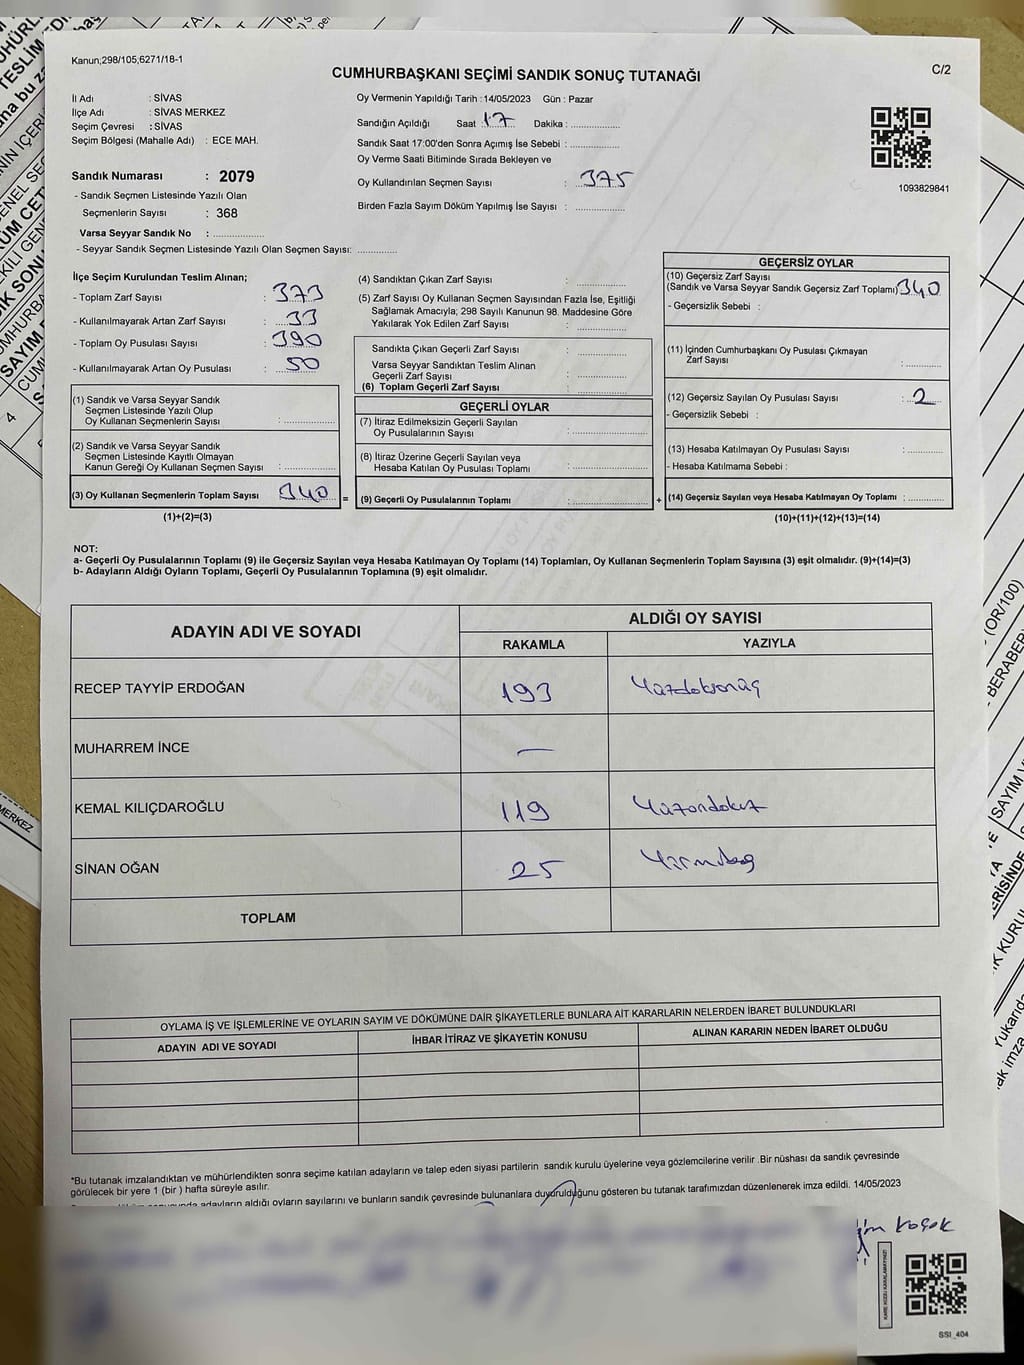 Kanun;298/105,6271/18-1
CUMHURBAŞKANI SEÇİMİ SANDIK SONUÇ TUTANAĞI
C/2
İl Adı : SİVAS
İlçe Adı : SİVAS MERKEZ
Seçim Çevresi : SİVAS
Seçim Bölgesi (Mahalle Adı) : ECE MAH.
Oy Vermenin Yapıldığı Tarih :14/05/2023 Gün : Pazar
Sandığın Açıldığı Saat 17 Dakika :
Sandık Saat 17:00'den Sonra Açımış İse Sebebi :
Oy Verme Saati Bitiminde Sırada Bekleyen ve
Oy Kullandırılan Seçmen Sayısı : 375
Birden Fazla Sayım Döküm Yapılmış İse Sayısı :
1093829841
Sandık Numarası : 2079
- Sandık Seçmen Listesinde Yazılı Olan
Seçmenlerin Sayısı : 368
Varsa Seyyar Sandık No :
- Seyyar Sandık Seçmen Listesinde Yazılı Olan Seçmen Sayısı:
İlçe Seçim Kurulundan Teslim Alınan;
- Toplam Zarf Sayısı : 373
- Kullanılmayarak Artan Zarf Sayısı : 33
- Toplam Oy Pusulası Sayısı : 390
- Kullanılmayarak Artan Oy Pusulası : 50
(1) Sandık ve Varsa Seyyar Sandık
Seçmen Listesinde Yazılı Olup
Oy Kullanan Seçmenlerin Sayısı :
(2) Sandık ve Varsa Seyyar Sandık
Seçmen Listesinde Kayıtlı Olmayan
Kanun Gereği Oy Kullanan Seçmen Sayısı :
(3) Oy Kullanan Seçmenlerin Toplam Sayısı 340 =
(1)+(2)=(3)
(4) Sandıktan Çıkan Zarf Sayısı :
(5) Zarf Sayısı Oy Kullanan Seçmen Sayısından Fazla İse, Eşitliği
Sağlamak Amacıyla; 298 Sayılı Kanunun 98. Maddesine Göre
Yakılarak Yok Edilen Zarf Sayısı :
Sandıkta Çıkan Geçerli Zarf Sayısı :
Varsa Seyyar Sandıktan Teslim Alınan
Geçerli Zarf Sayısı :
(6) Toplam Geçerli Zarf Sayısı :
GEÇERLİ OYLAR
(7) İtiraz Edilmeksizin Geçerli Sayılan
Oy Pusulalarının Sayısı :
(8) İtiraz Üzerine Geçerli Sayılan veya
Hesaba Katılan Oy Pusulası Toplamı :
(9) Geçerli Oy Pusulalarının Toplamı : +
GEÇERSİZ OYLAR
(10) Geçersiz Zarf Sayısı
(Sandık ve Varsa Seyyar Sandık Geçersiz Zarf Toplamı) 340
- Geçersizlik Sebebi :
(11) İçinden Cumhurbaşkanı Oy Pusulası Çıkmayan
Zarf Sayısı :
(12) Geçersiz Sayılan Oy Pusulası Sayısı : 2
- Geçersizlik Sebebi :
(13) Hesaba Katılmayan Oy Pusulası Sayısı :
- Hesaba Katılmama Sebebi :
(14) Geçersiz Sayılan veya Hesaba Katılmayan Oy Toplamı :
(10)+(11)+(12)+(13)=(14)
NOT:
a- Geçerli Oy Pusulalarının Toplamı (9) ile Geçersiz Sayılan veya Hesaba Katılmayan Oy Toplamı (14) Toplamları, Oy Kullanan Seçmenlerin Toplam Sayısına (3) eşit olmalıdır. (9)+(14)=(3)
b- Adayların Aldığı Oyların Toplamı, Geçerli Oy Pusulalarının Toplamına (9) eşit olmalıdır.
ADAYIN ADI VE SOYADI
ALDIĞI OY SAYISI
RAKAMLA YAZIYLA
RECEP TAYYİP ERDOĞAN 193
MUHARREM İNCE —
KEMAL KILIÇDAROĞLU 119 Yüzondokuz
SİNAN OĞAN 25 Yirmibeş
TOPLAM
OYLAMA İŞ VE İŞLEMLERİNE VE OYLARIN SAYIM VE DÖKÜMÜNE DAİR ŞİKAYETLERLE BUNLARA AİT KARARLARIN NELERDEN İBARET BULUNDUKLARI
ADAYIN ADI VE SOYADI İHBAR İTİRAZ VE ŞİKAYETİN KONUSU ALINAN KARARIN NEDEN İBARET OLDUĞU
*Bu tutanak imzalandıktan ve mühürlendikten sonra seçime katılan adayların ve talep eden siyasi partilerin sandık kurulu üyelerine veya gözlemcilerine verilir .Bir nüshası da sandık çevresinde
görülecek bir yere 1 (bir ) hafta süreyle asılır.
adayların aldığı oyların sayılarını ve bunların sandık çevresinde bulunanlara duyurulduğunu gösteren bu tutanak tarafımızdan düzenlenerek imza edildi. 14/05/2023
SSI_404